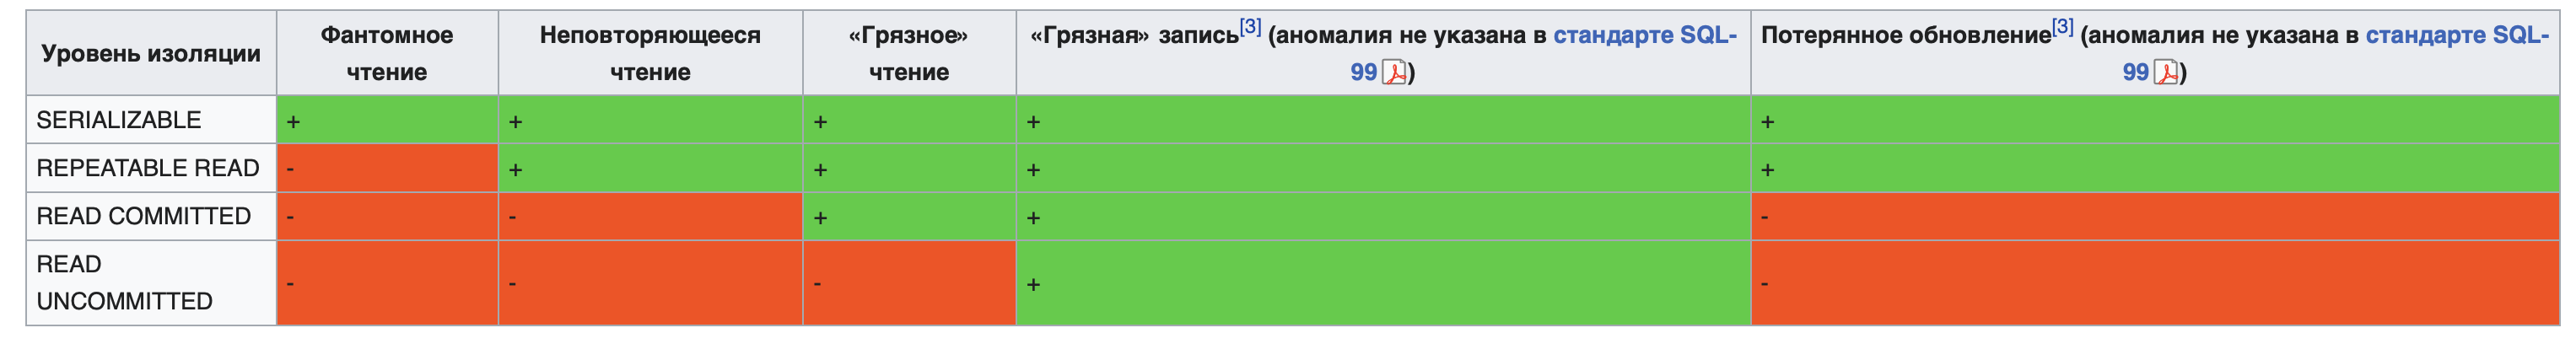 Уровень изоляции
Фантомное
чтение
Неповторяющееся
чтение
«Грязное»
чтение
«Грязная» запись[3] (аномалия не указана в стандарте SQL-
99)
Потерянное обновление[3] (аномалия не указана в стандарте SQL-
99)
SERIALIZABLE + + + + +
REPEATABLE READ - + + + +
READ COMMITTED - - + + -
READ
UNCOMMITTED - - - + -